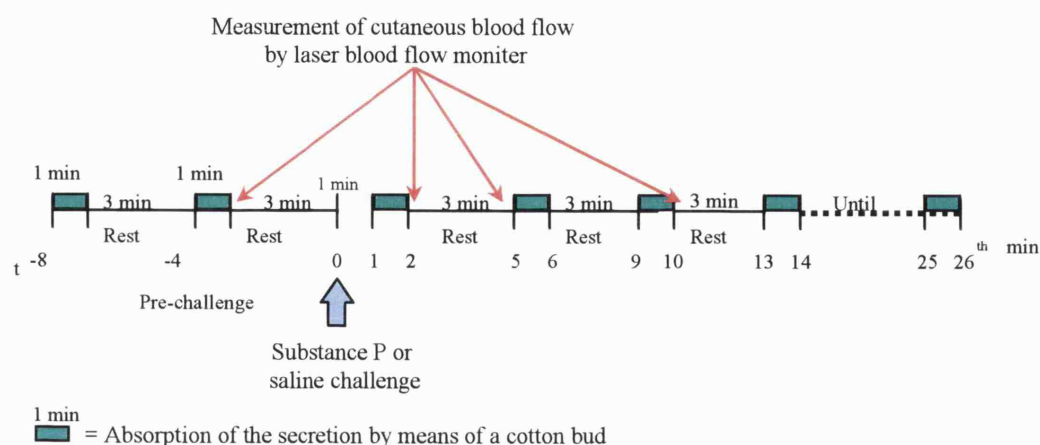 Measurement of cutaneous blood flow
by laser blood flow moniter
1 min 1 min 1 min
3 min 3 min 3 min 3 min 3 min Until
Rest Rest Rest Rest Rest
t -8 -4 0 1 2 5 6 9 10 13 14 25 26th min
Pre-challenge
Substance P or
saline challenge
1 min
= Absorption of the secretion by means of a cotton bud